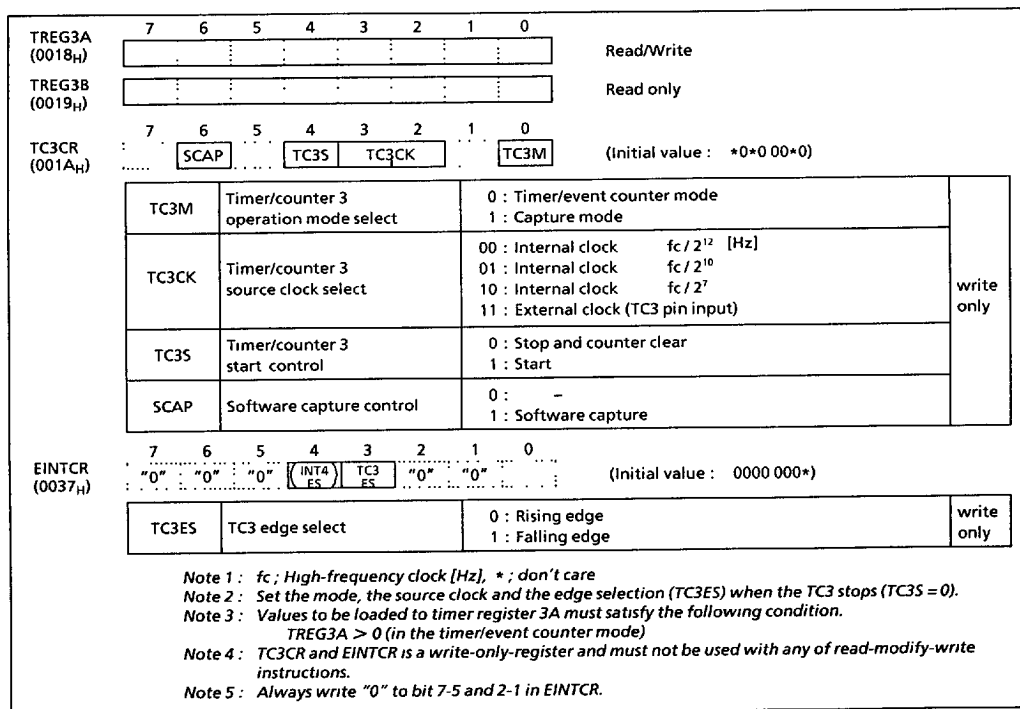 7 6 5 4 3 2 1 0
TREG3A
(0018H) Read/Write
TREG3B Read only
(0019H)
7 6 5 4 3 2 1 0
TC3CR SCAP TC3S TC3CK TC3M (Initial value : *0*0 00*0)
(001AH)
TC3M Timer/counter 3 0 : Timer/event counter mode
operation mode select 1 : Capture mode
00 : Internal clock fc/2¹² [Hz]
TC3CK Timer/counter 3 01 : Internal clock fc/2¹⁰
source clock select 10 : Internal clock fc/2⁷ write
11 : External clock (TC3 pin input) only
TC3S Timer/counter 3 0 : Stop and counter clear
start control 1 : Start
SCAP Software capture control 0 : –
1 : Software capture
7 6 5 4 3 2 1 0
EINTCR "0" "0" "0" (INT4 ES) TC3 ES "0" "0" (Initial value : 0000 000*)
(0037H)
TC3ES TC3 edge select 0 : Rising edge write
1 : Falling edge only
Note 1 : fc ; High-frequency clock [Hz], * ; don't care
Note 2 : Set the mode, the source clock and the edge selection (TC3ES) when the TC3 stops (TC3S = 0).
Note 3 : Values to be loaded to timer register 3A must satisfy the following condition.
TREG3A > 0 (in the timer/event counter mode)
Note 4 : TC3CR and EINTCR is a write-only-register and must not be used with any of read-modify-write
instructions.
Note 5 : Always write "0" to bit 7-5 and 2-1 in EINTCR.